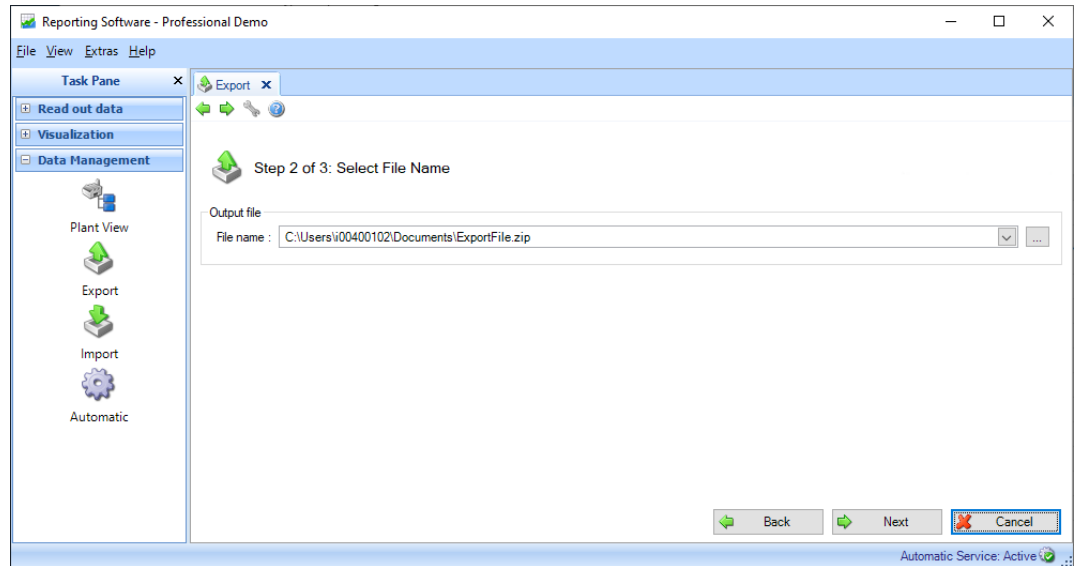 Reporting Software - Professional Demo
File View Extras Help
Task Pane
Export
Read out data
Visualization
Data Management
Plant View
Export
Import
Automatic
Step 2 of 3: Select File Name
Output file
File name : C:\Users\i00400102\Documents\ExportFile.zip
...
Back Next Cancel
Automatic Service: Active